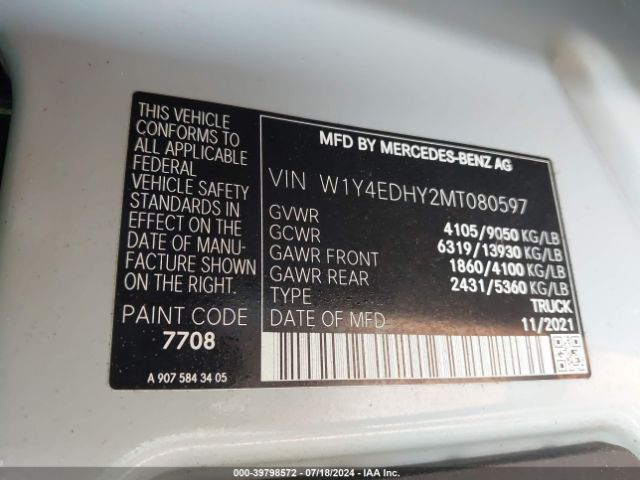 THIS VEHICLE
CONFORMS TO
ALL APPLICABLE
FEDERAL
VEHICLE SAFETY
STANDARDS IN
EFFECT ON THE
DATE OF MANU-
FACTURE SHOWN
ON THE RIGHT.
PAINT CODE
7708
A 907 584 34 05
MFD BY MERCEDES-BENZ AG
VIN W1Y4EDHY2MT080597
GVWR 4105/9050 KG/LB
GCWR 6319/13930 KG/LB
GAWR FRONT 1860/4100 KG/LB
GAWR REAR 2431/5360 KG/LB
TYPE TRUCK
DATE OF MFD 11/2021
000-39798572 | 07/18/2024 | IAA Inc.